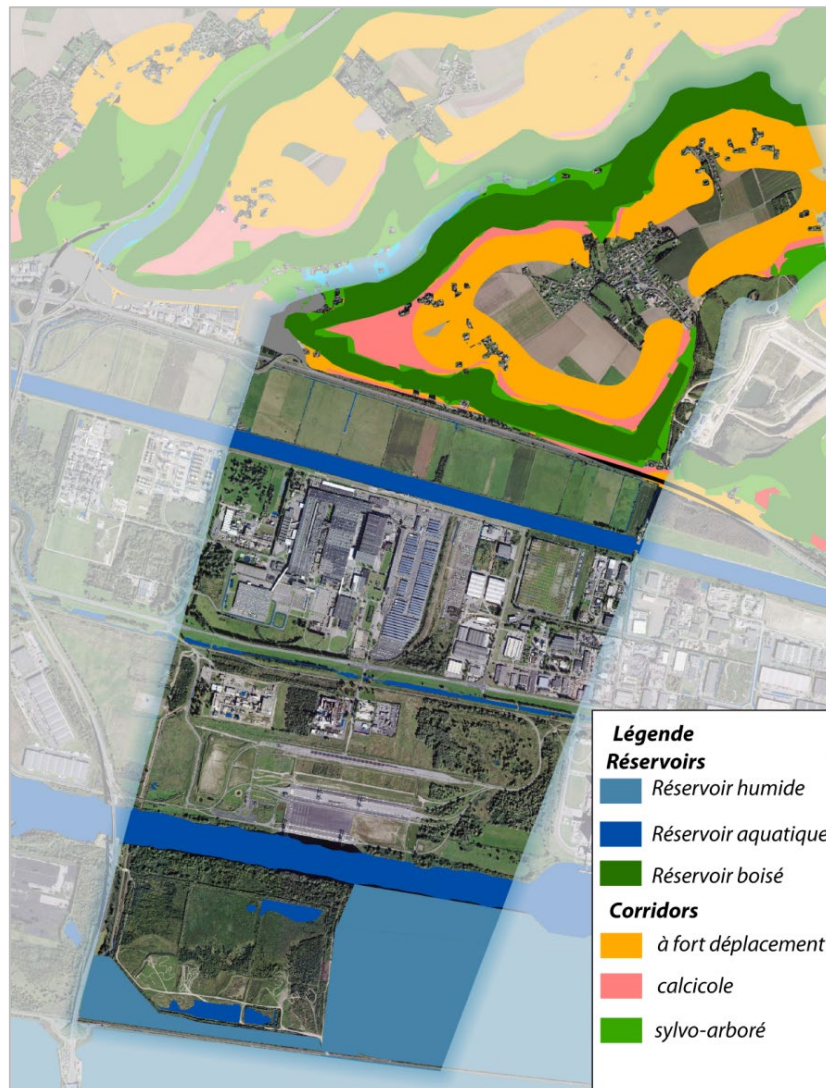 Légende
Réservoirs
Réservoir humide
Réservoir aquatique
Réservoir boisé
Corridors
à fort déplacement
calcicole
sylvo-arboré